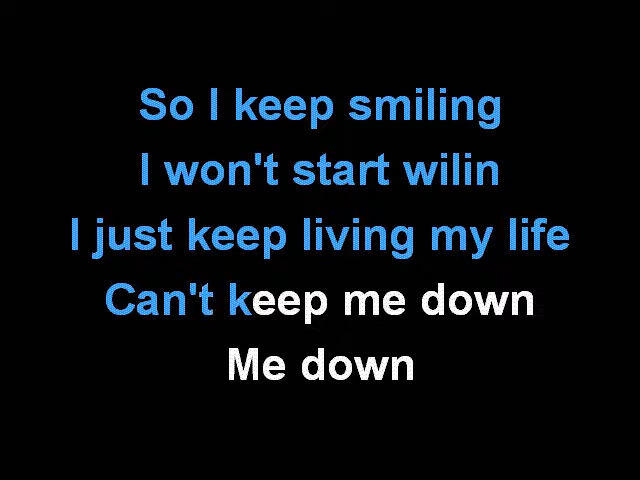 So I keep smiling
I won't start wilin
I just keep living my life
Can't keep me down
Me down